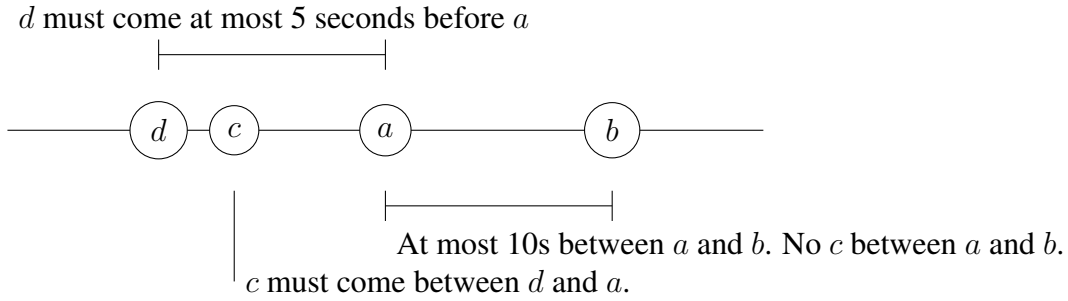 d must come at most 5 seconds before a
d c a b
At most 10s between a and b. No c between a and b.
c must come between d and a.